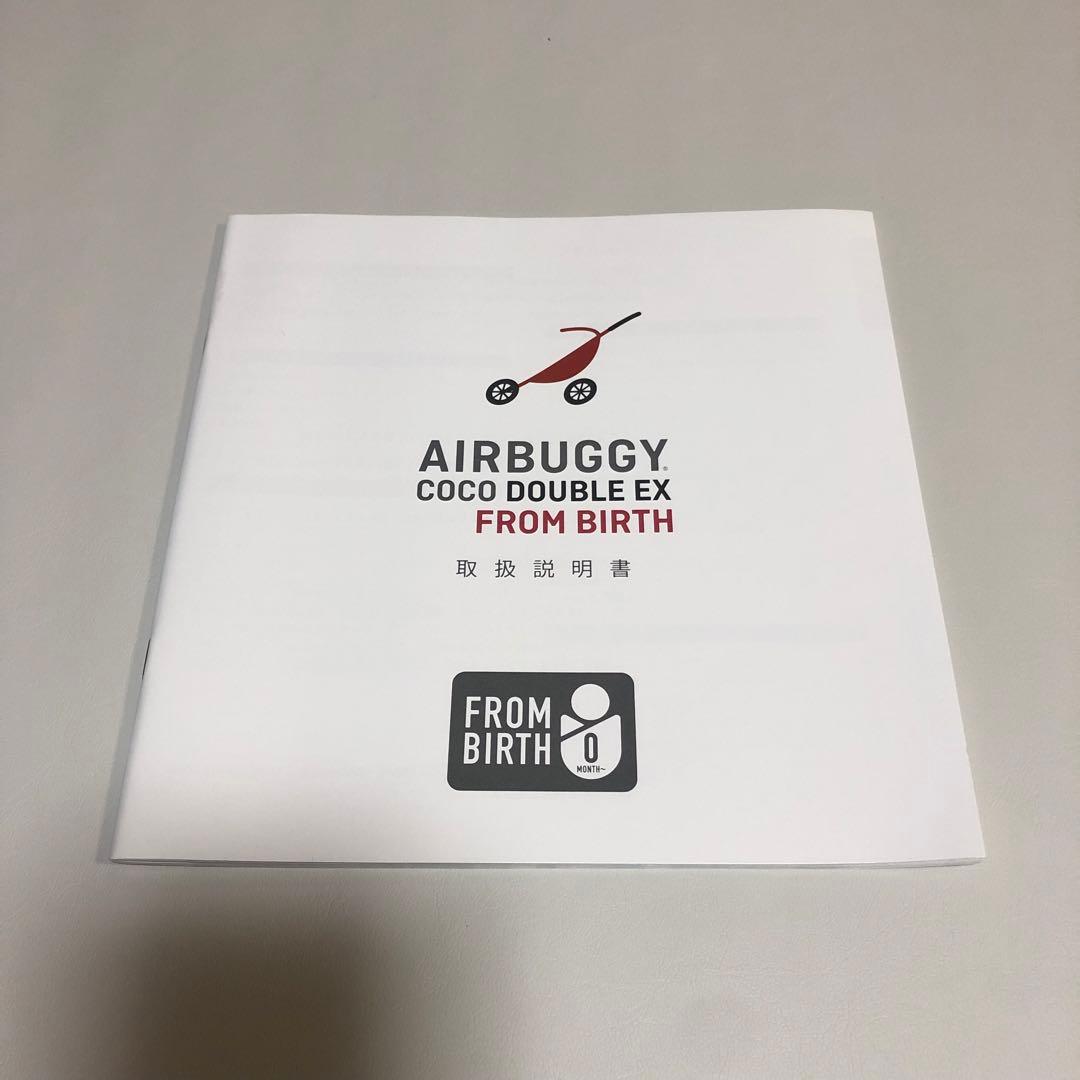 AIRBUGGY®
COCO DOUBLE EX
FROM BIRTH
取扱説明書
FROM
BIRTH
0
MONTH~